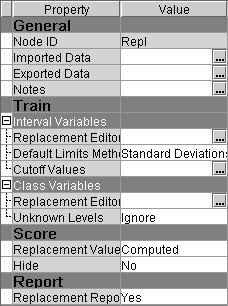 Property Value
General
Node ID Repl
Imported Data ...
Exported Data ...
Notes ...
Train
Interval Variables
Replacement Editor ...
Default Limits Metho Standard Deviations
Cutoff Values ...
Class Variables
Replacement Editor ...
Unknown Levels Ignore
Score
Replacement Value Computed
Hide No
Report
Replacement Repo Yes